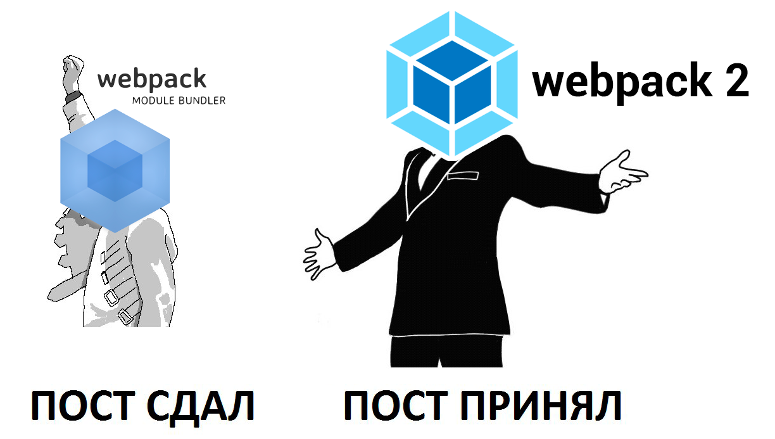 webpack
MODULE BUNDLER
webpack 2
ПОСТ СДАЛ
ПОСТ ПРИНЯЛ